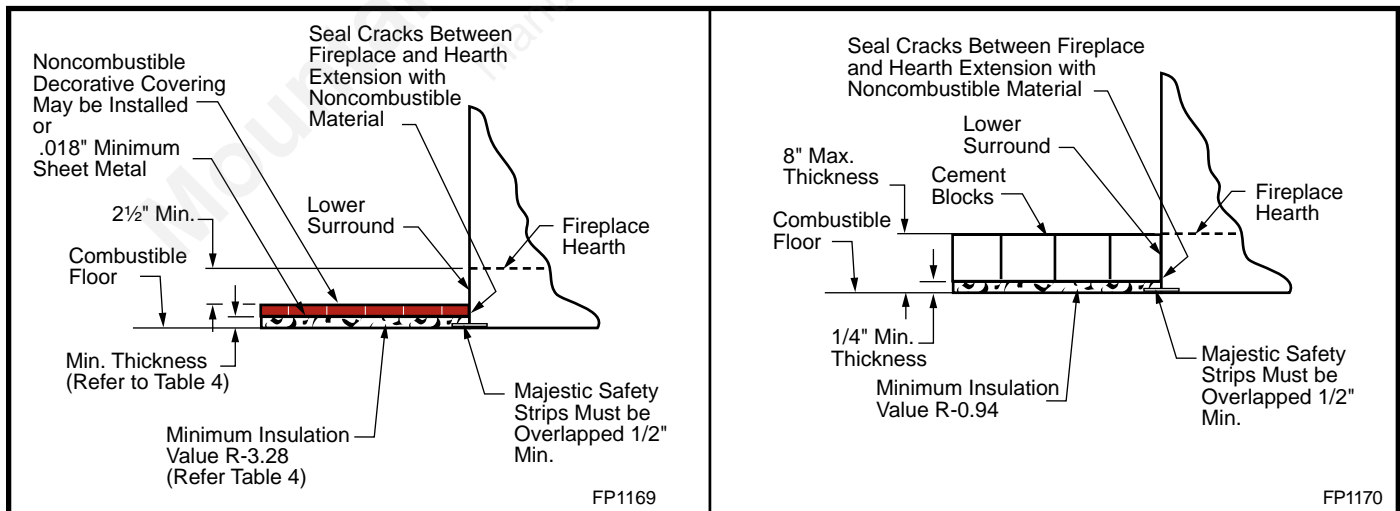 Noncombustible
Decorative Covering
May be Installed
or
.018" Minimum
Sheet Metal
Seal Cracks Between
Fireplace and Hearth
Extension with
Noncombustible
Material
2½" Min.
Lower
Surround
Fireplace
Hearth
Combustible
Floor
Min. Thickness
(Refer to Table 4)
Minimum Insulation
Value R-3.28
(Refer Table 4)
Majestic Safety
Strips Must be
Overlapped 1/2"
Min.
FP1169
Seal Cracks Between Fireplace
and Hearth Extension with
Noncombustible Material
Lower
Surround
8" Max.
Thickness
Cement
Blocks
Fireplace
Hearth
Combustible
Floor
1/4" Min.
Thickness
Minimum Insulation
Value R-0.94
Majestic Safety
Strips Must be
Overlapped 1/2"
Min.
FP1170